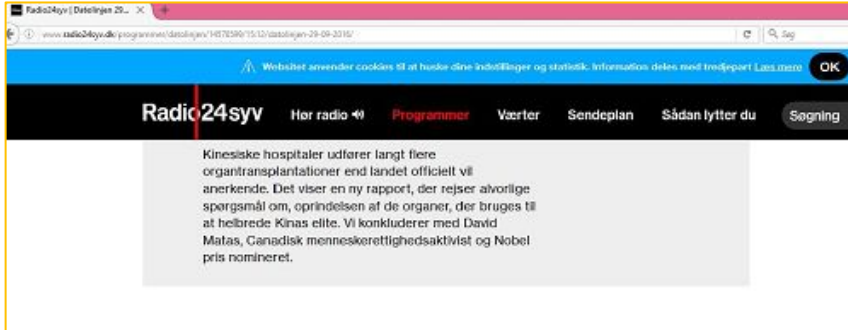 Radio24syv | Datolinjen 29...
www.radio24syv.dk/programmer/datolinjen/14578599/15:12/datolinjen-29-09-2016/
Søg
Websitet anvender cookies til at huske dine indstillinger og statistik. Information deles med tredjepart Læs mere
OK
Radio24syv
Hør radio
Programmer
Værter
Sendeplan
Sådan lytter du
Søgning
Kinesiske hospitaler udfører langt flere
organtransplantationer end landet officielt vil
anerkende. Det viser en ny rapport, der rejser alvorlige
spørgsmål om, oprindelsen af de organer, der bruges til
at helbrede Kinas elite. Vi konkluderer med David
Matas, Canadisk menneskerettighedsaktivist og Nobel
pris nomineret.